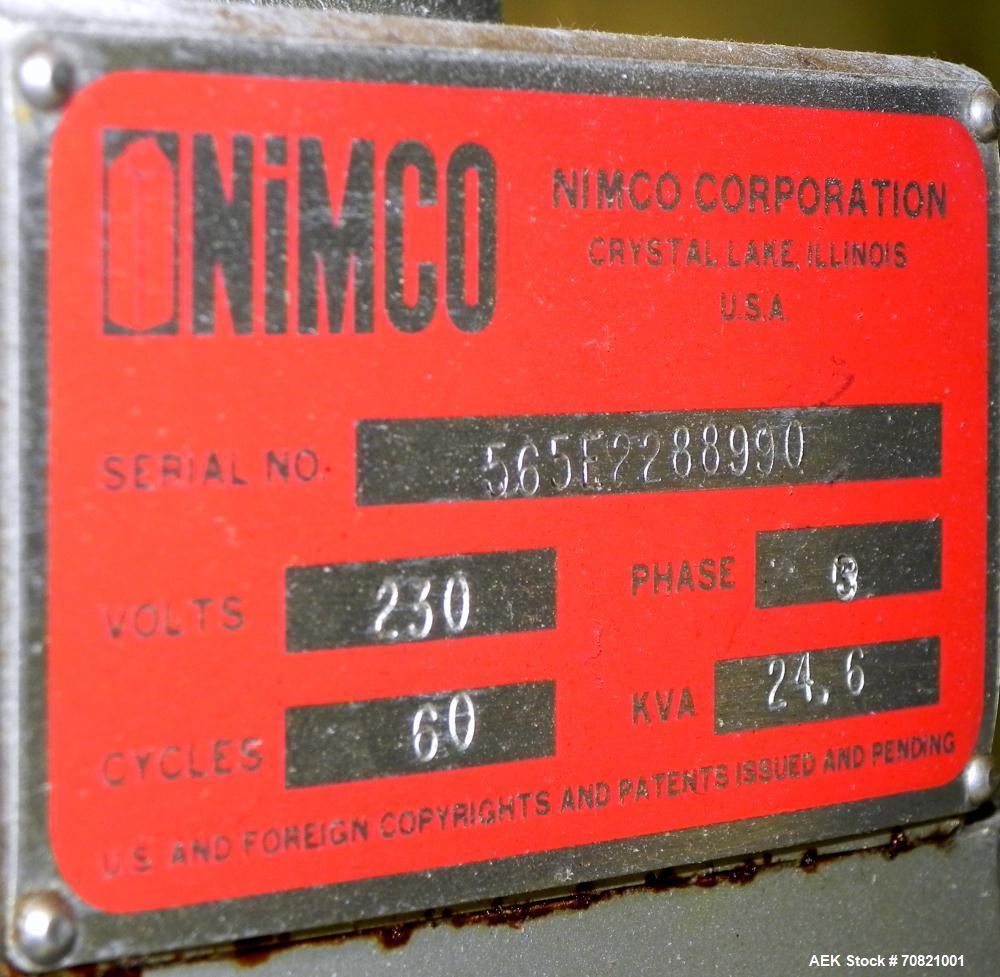 NiMCO
NIMCO CORPORATION
CRYSTAL LAKE, ILLINOIS
U.S.A.
SERIAL NO. 565E2288990
VOLTS 230 PHASE 3
CYCLES 60 KVA 24.6
U.S. AND FOREIGN COPYRIGHTS AND PATENTS ISSUED AND PENDING
AEK Stock # 70821001